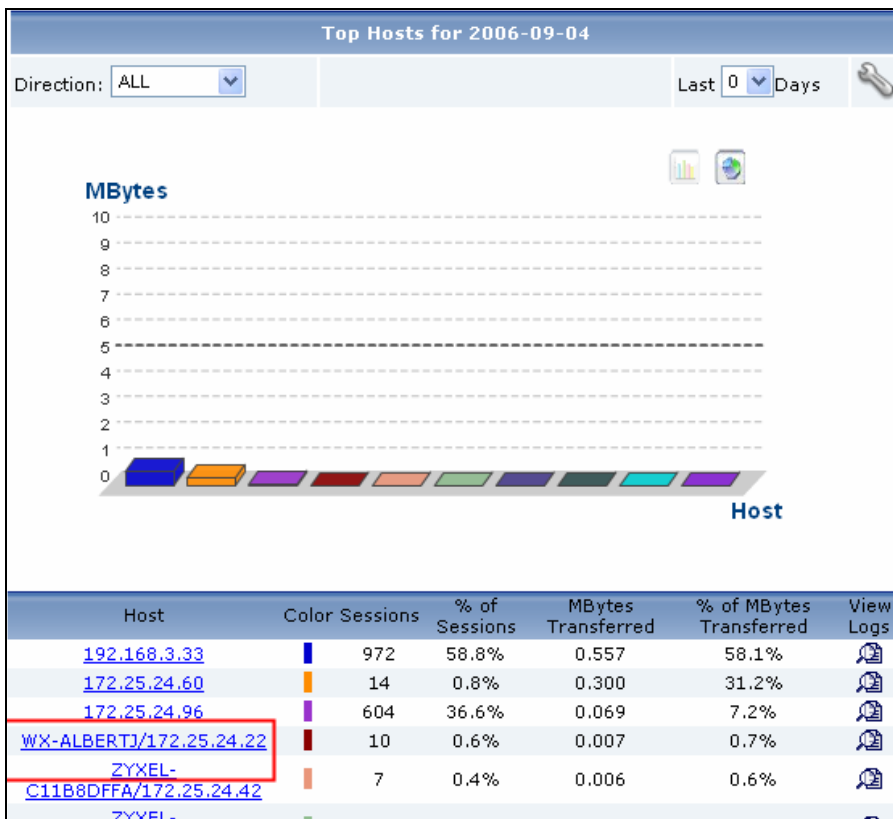 Top Hosts for 2006-09-04
Direction: ALL Last 0 Days
MBytes
10
9
8
7
6
5
4
3
2
1
0
Host
Host Color Sessions % of Sessions MBytes Transferred % of MBytes Transferred View Logs
192.168.3.33 972 58.8% 0.557 58.1%
172.25.24.60 14 0.8% 0.300 31.2%
172.25.24.96 604 36.6% 0.069 7.2%
WX-ALBERTJ/172.25.24.22 10 0.6% 0.007 0.7%
ZYXEL-
C11B8DFFA/172.25.24.42 7 0.4% 0.006 0.6%
ZYXEL-